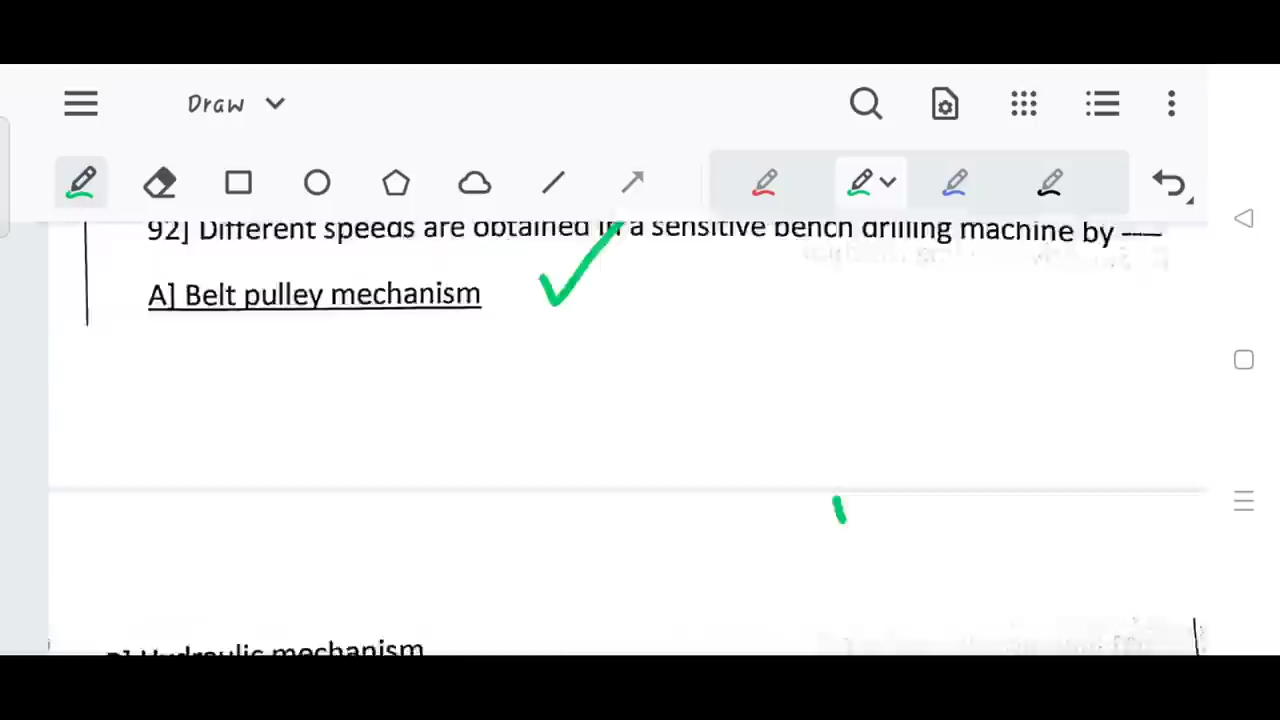 Draw
92] Different speeds are obtained in a sensitive bench drilling machine by ----
A] Belt pulley mechanism
B] Hydraulic mechanism